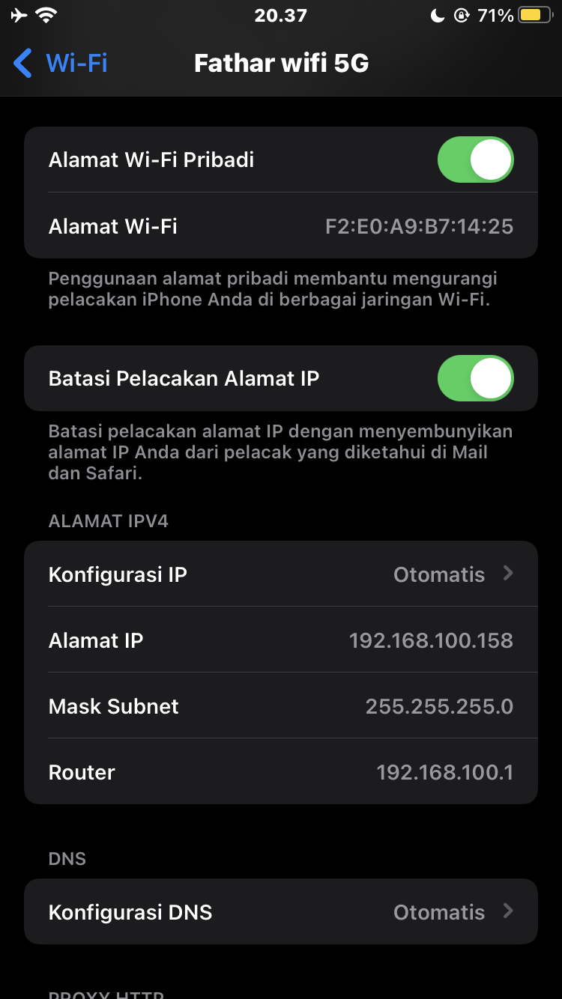 20.37
71%
Wi-Fi
Fathar wifi 5G
Alamat Wi-Fi Pribadi
Alamat Wi-Fi F2:E0:A9:B7:14:25
Penggunaan alamat pribadi membantu mengurangi
pelacakan iPhone Anda di berbagai jaringan Wi-Fi.
Batasi Pelacakan Alamat IP
Batasi pelacakan alamat IP dengan menyembunyikan
alamat IP Anda dari pelacak yang diketahui di Mail
dan Safari.
ALAMAT IPV4
Konfigurasi IP Otomatis
Alamat IP 192.168.100.158
Mask Subnet 255.255.255.0
Router 192.168.100.1
DNS
Konfigurasi DNS Otomatis
PROXY HTTP